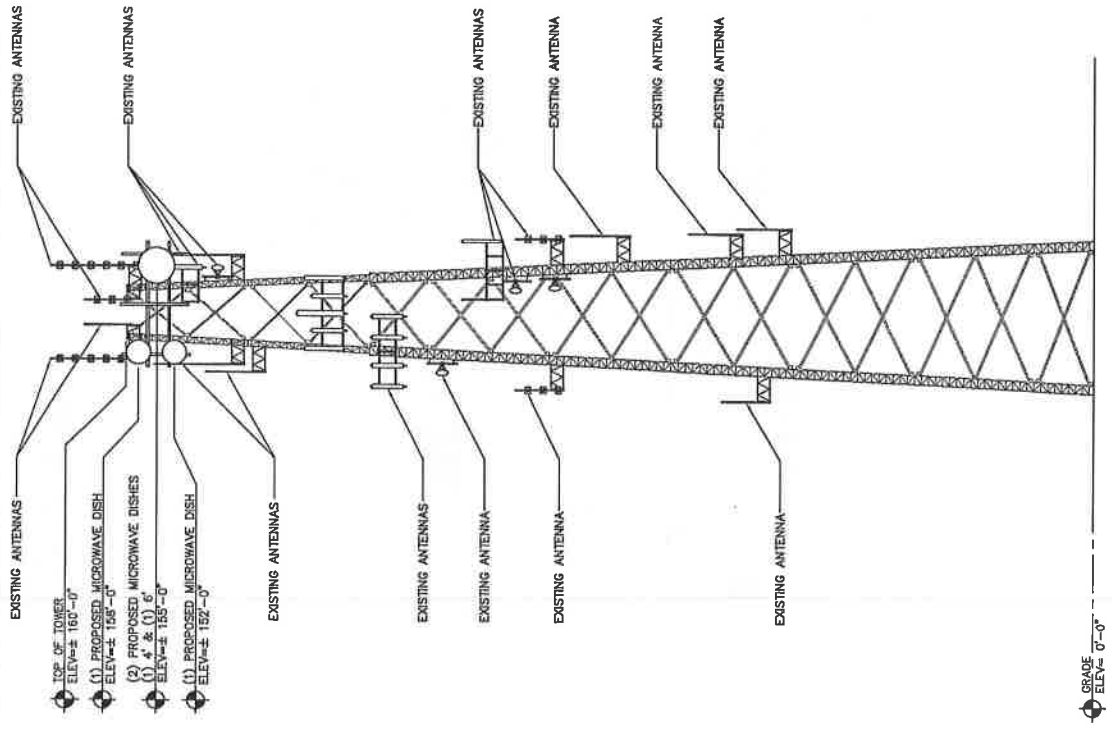 EXISTING ANTENNAS
TOP OF TOWER
ELEV=± 160'-0"
(1) PROPOSED MICROWAVE DISH
ELEV=± 158'-0"
(2) PROPOSED MICROWAVE DISHES
(1) 4' & (1) 6'
ELEV=± 155'-0"
(1) PROPOSED MICROWAVE DISH
ELEV=± 152'-0"
EXISTING ANTENNAS
EXISTING ANTENNAS
EXISTING ANTENNA
EXISTING ANTENNA
EXISTING ANTENNA
GRADE
ELEV= 0'-0"
EXISTING ANTENNAS
EXISTING ANTENNAS
EXISTING ANTENNAS
EXISTING ANTENNA
EXISTING ANTENNA
EXISTING ANTENNA